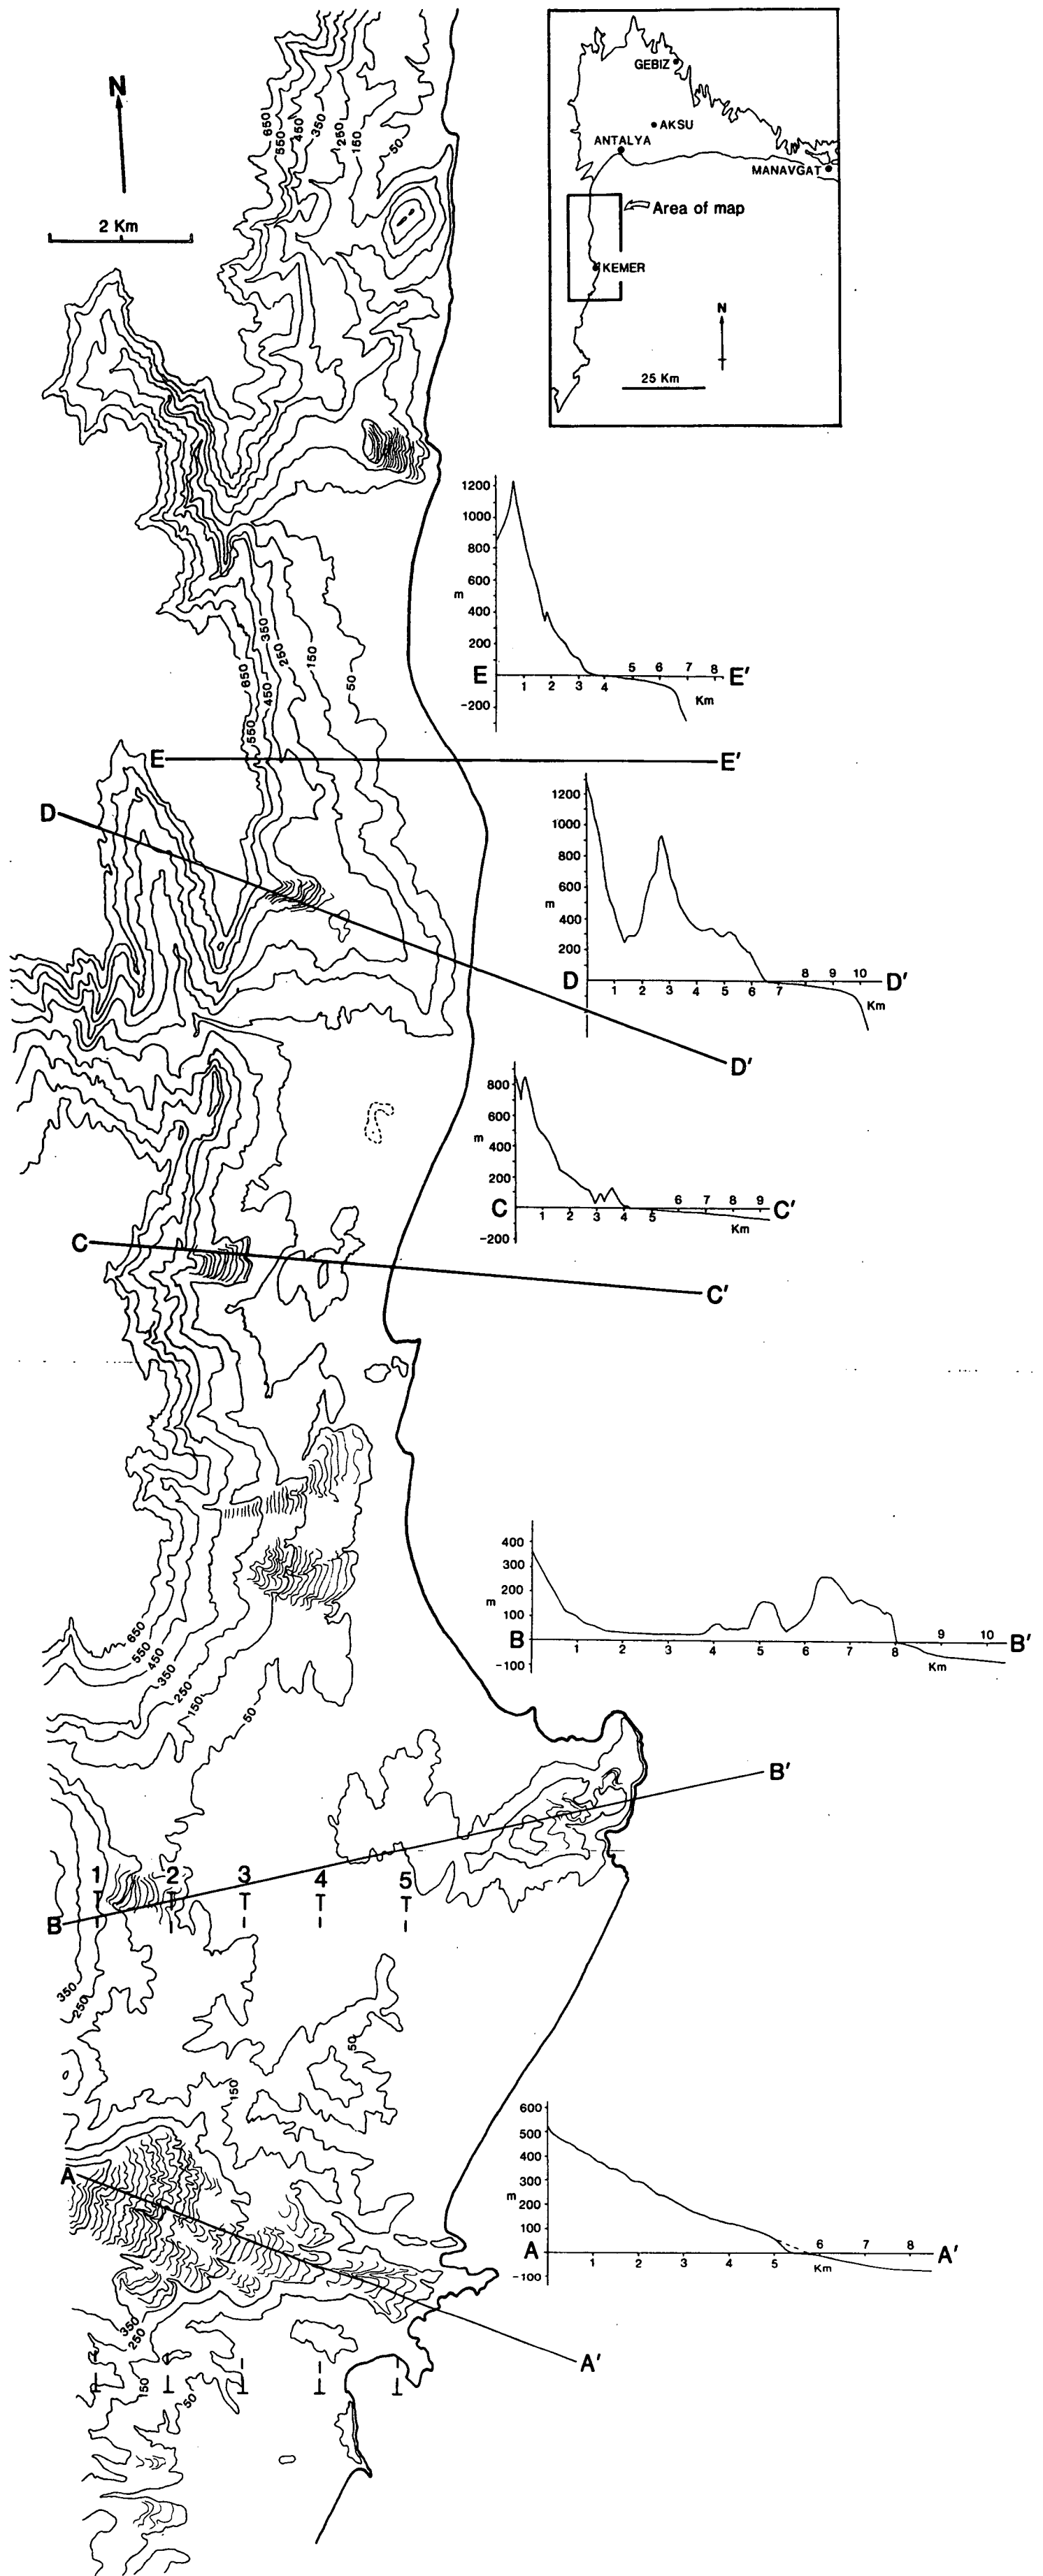 N
2 Km
650
550
450
350
250
150
50
GEBIZ
AKSU
ANTALYA
MANAVGAT
Area of map
KEMER
N
25 Km
1200
1000
800
600
m
400
200
E 1 2 3 4 5 6 7 8 E′
Km
-200
350
250
150
650
450
50
550
E E′
D D′
1200
1000
800
600
m
400
200
D 1 2 3 4 5 6 7 8 9 10 D′
Km
800
600
m
400
200
C 1 2 3 4 5 6 7 8 9 C′
Km
-200
C C′
400
300
200
m
100
B 1 2 3 4 5 6 7 8 9 10 B′
Km
-100
650
550
450
350
250
150
50
B B′
1 2 3 4 5
350
250
50
150
600
500
400
300
m
200
100
A 1 2 3 4 5 6 7 8 A′
Km
-100
A A′
350
250
150
50